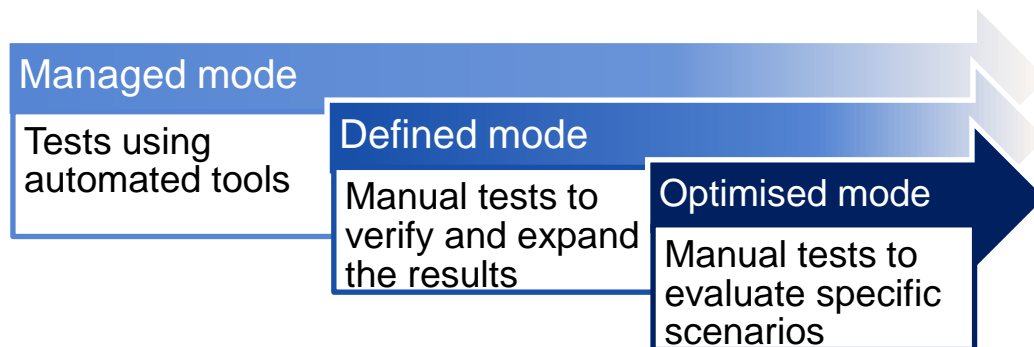 Managed mode
Tests using
automated tools
Defined mode
Manual tests to
verify and expand
the results
Optimised mode
Manual tests to
evaluate specific
scenarios